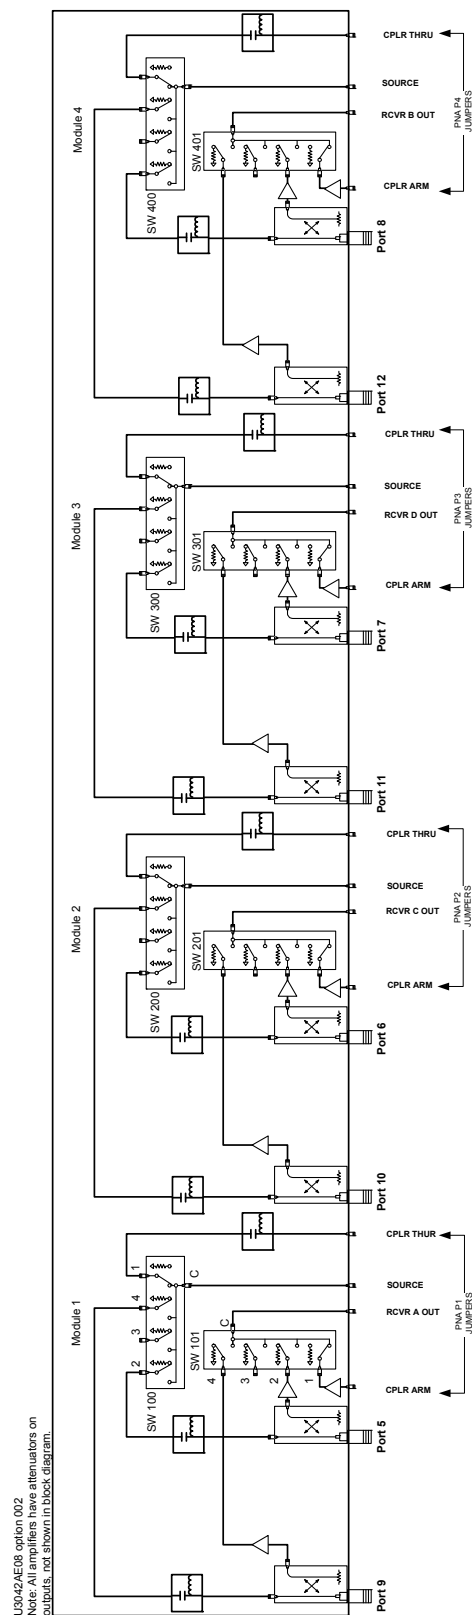 U3042AE08 option 002
Note: All amplifiers have attenuators on
outputs, not shown in block diagram.
Module 1
2
3
4
1
SW 100
C
SW 101
4
3
2
1
C
Port 9
Port 5
CPLR ARM
RCVR A OUT
SOURCE
CPLR THUR
PNA P1
JUMPERS
Module 2
SW 200
SW 201
Port 10
Port 6
CPLR ARM
RCVR C OUT
SOURCE
CPLR THRU
PNA P2
JUMPERS
Module 3
SW 300
SW 301
Port 11
Port 7
CPLR ARM
RCVR D OUT
SOURCE
CPLR THRU
PNA P3
JUMPERS
Module 4
SW 400
SW 401
Port 12
Port 8
CPLR ARM
RCVR B OUT
SOURCE
CPLR THRU
PNA P4
JUMPERS